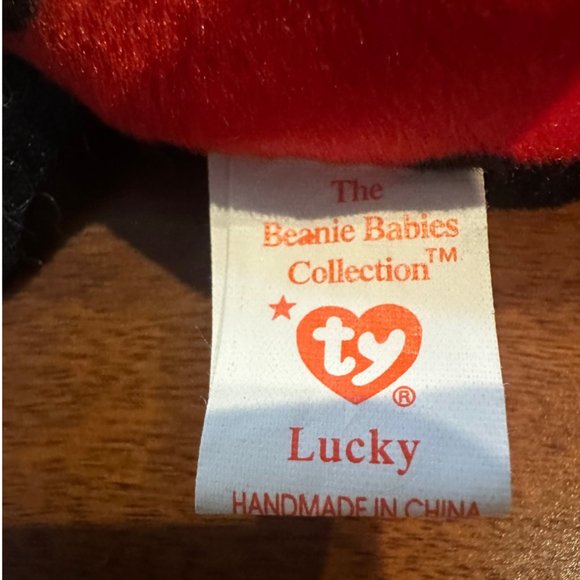 The
Beanie Babies
Collection™
ty®
Lucky
HANDMADE IN CHINA